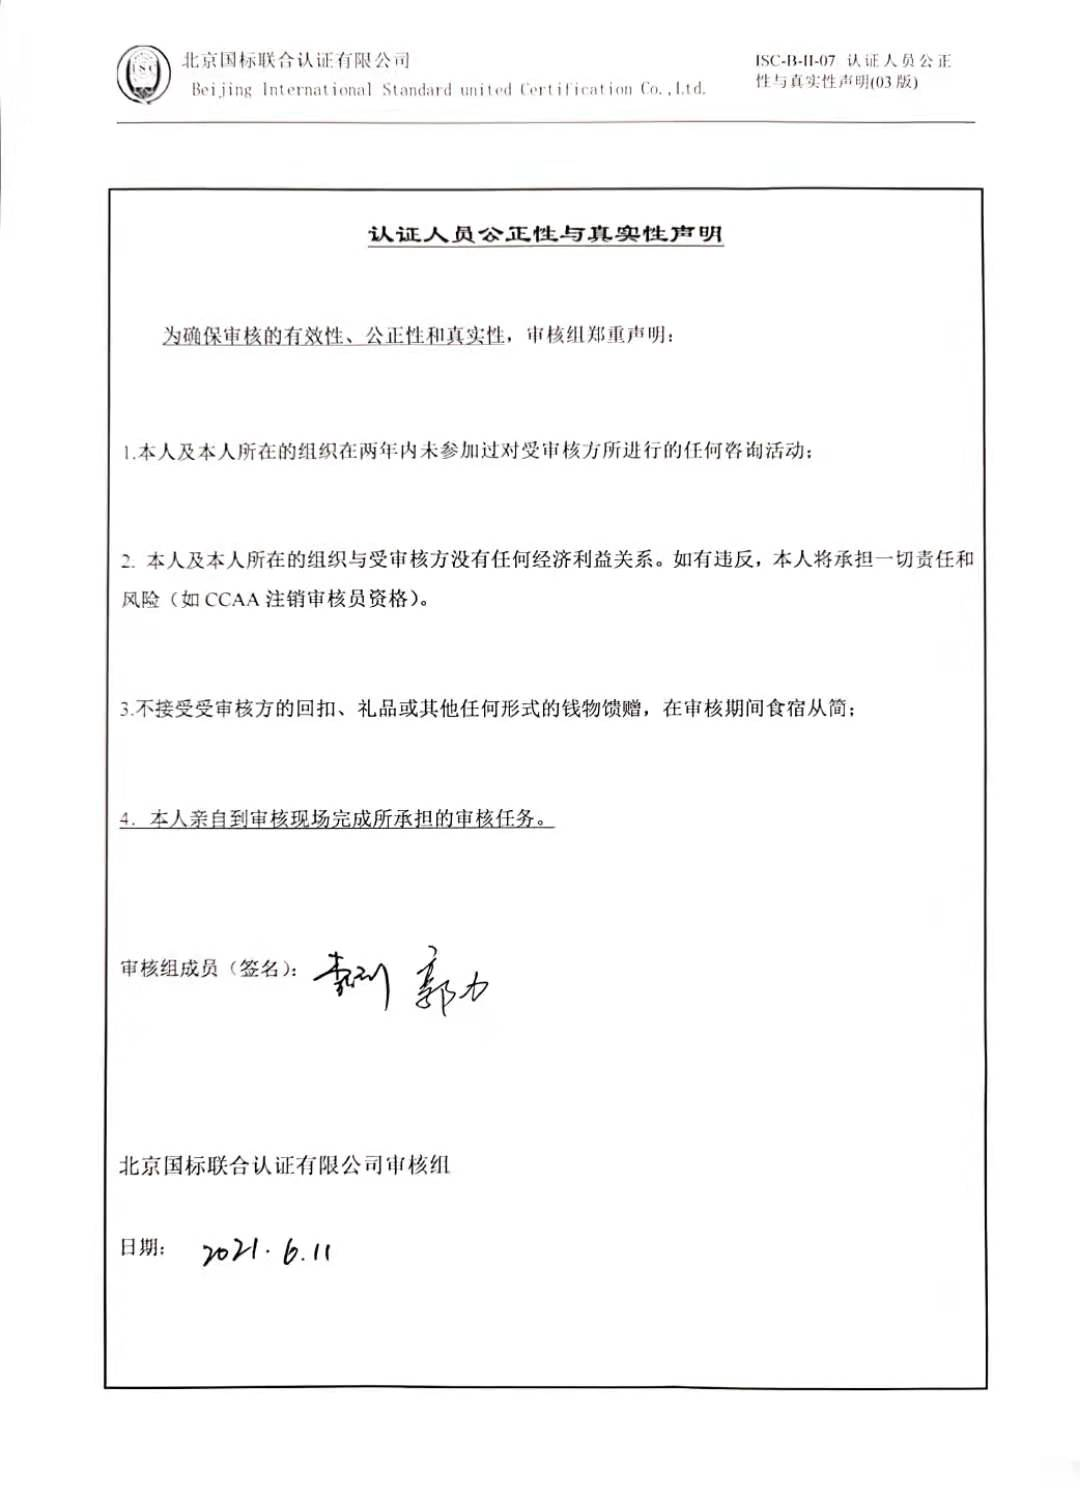 ISC
北京国标联合认证有限公司
Beijing International Standard united Certification Co.,Ltd.
ISC-B-II-07 认证人员公正
性与真实性声明(03 版)
认证人员公正性与真实性声明
为确保审核的有效性、公正性和真实性，审核组郑重声明：
1.本人及本人所在的组织在两年内未参加过对受审核方所进行的任何咨询活动；
2. 本人及本人所在的组织与受审核方没有任何经济利益关系。如有违反，本人将承担一切责任和
风险（如 CCAA 注销审核员资格）。
3.不接受受审核方的回扣、礼品或其他任何形式的钱物馈赠，在审核期间食宿从简；
4. 本人亲自到审核现场完成所承担的审核任务。
审核组成员（签名）： 郭力
北京国标联合认证有限公司审核组
日期： 2021.6.11